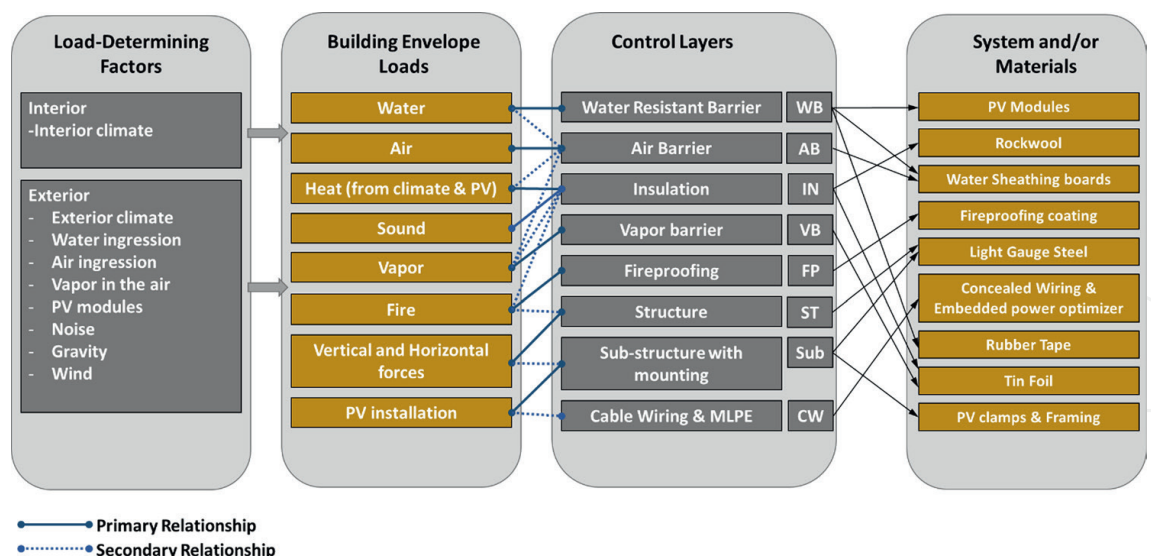 Load-Determining
Factors
Interior
-Interior climate
Exterior
- Exterior climate
- Water ingression
- Air ingression
- Vapor in the air
- PV modules
- Noise
- Gravity
- Wind
Building Envelope
Loads
Water
Air
Heat (from climate & PV)
Sound
Vapor
Fire
Vertical and Horizontal
forces
PV installation
Control Layers
Water Resistant Barrier WB
Air Barrier AB
Insulation IN
Vapor barrier VB
Fireproofing FP
Structure ST
Sub-structure with
mounting
Sub
Cable Wiring & MLPE CW
System and/or
Materials
PV Modules
Rockwool
Water Sheathing boards
Fireproofing coating
Light Gauge Steel
Concealed Wiring &
Embedded power optimizer
Rubber Tape
Tin Foil
PV clamps & Framing
Primary Relationship
Secondary Relationship